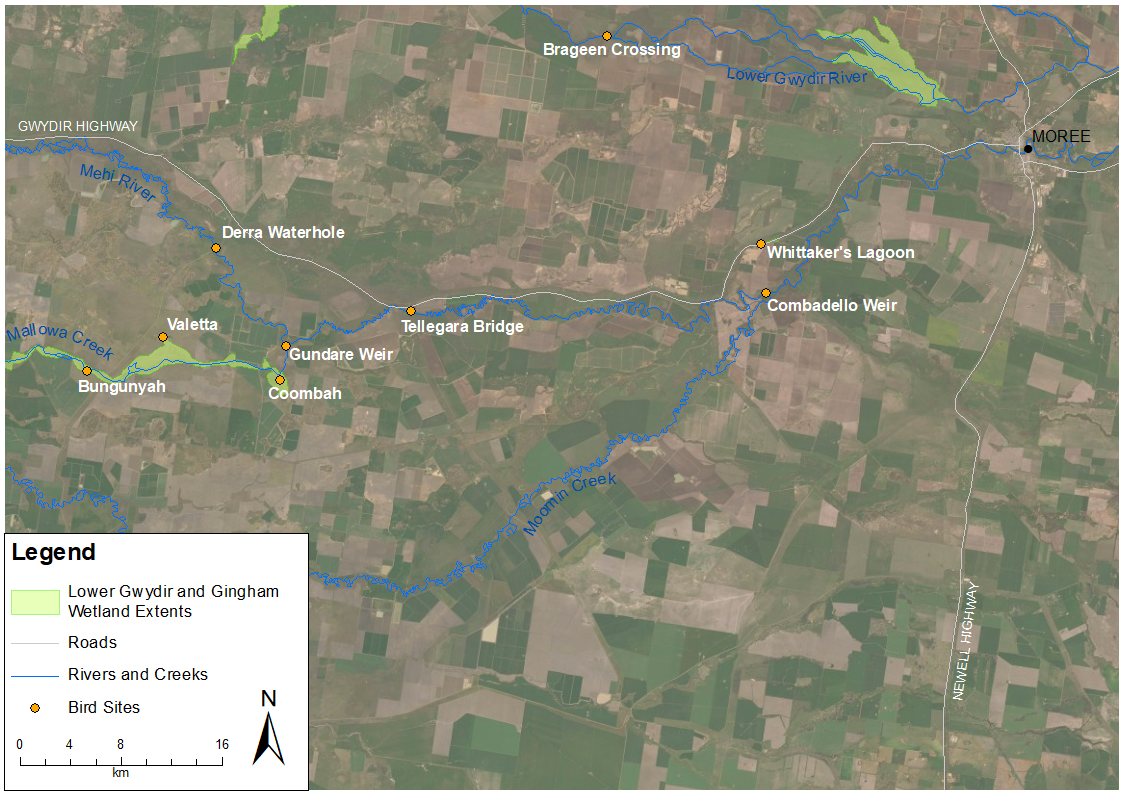 Brageen Crossing
Lower Gwydir River
GWYDIR HIGHWAY
MOREE
Mehi River
Derra Waterhole
Whittaker's Lagoon
Combadello Weir
Valetta
Tellegara Bridge
Mallowa Creek
Gundare Weir
Bungunyah
Coombah
Moomin Creek
NEWELL HIGHWAY
Legend
Lower Gwydir and Gingham
Wetland Extents
Roads
Rivers and Creeks
Bird Sites
N
0 4 8 16
km